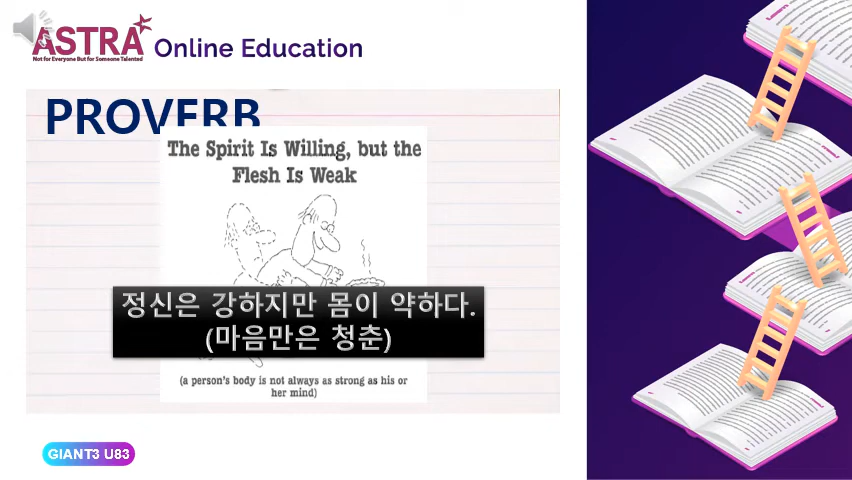 ASTRA
Not for Everyone But for Someone Talented
Online Education
PROVERB
The Spirit Is Willing, but the
Flesh Is Weak
정신은 강하지만 몸이 약하다.
(마음만은 청춘)
(a person's body is not always as strong as his or
her mind)
GIANT3 U83